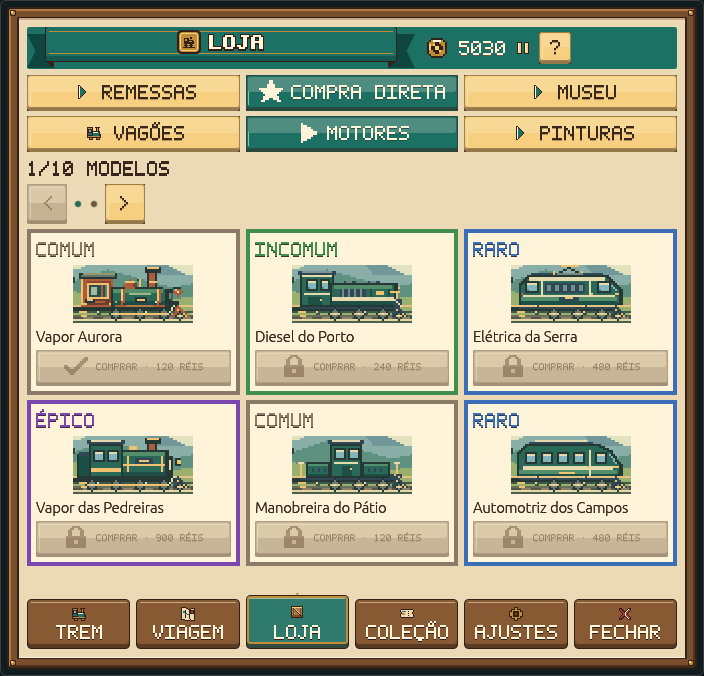 LOJA
5030
?
REMESSAS
COMPRA DIRETA
MUSEU
VAGÕES
MOTORES
PINTURAS
1/10 MODELOS
COMUM
Vapor Aurora
COMPRAR · 120 RÉIS
INCOMUM
Diesel do Porto
COMPRAR · 240 RÉIS
RARO
Elétrica da Serra
COMPRAR · 480 RÉIS
ÉPICO
Vapor das Pedreiras
COMPRAR · 900 RÉIS
COMUM
Manobreira do Pátio
COMPRAR · 120 RÉIS
RARO
Automotriz dos Campos
COMPRAR · 480 RÉIS
TREM
VIAGEM
LOJA
COLEÇÃO
AJUSTES
FECHAR